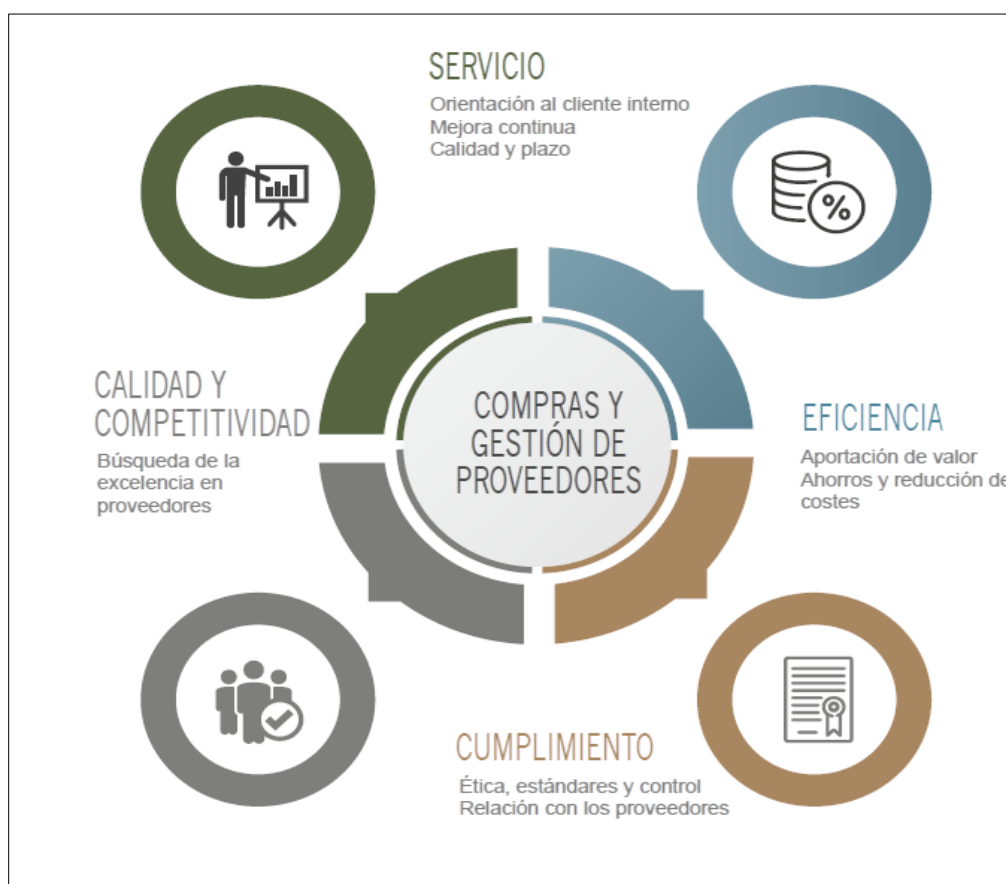 SERVICIO
Orientación al cliente interno
Mejora continua
Calidad y plazo
%
CALIDAD Y
COMPETITIVIDAD
Búsqueda de la
excelencia en
proveedores
COMPRAS Y
GESTIÓN DE
PROVEEDORES
EFICIENCIA
Aportación de valor
Ahorros y reducción de
costes
CUMPLIMIENTO
Ética, estándares y control
Relación con los proveedores